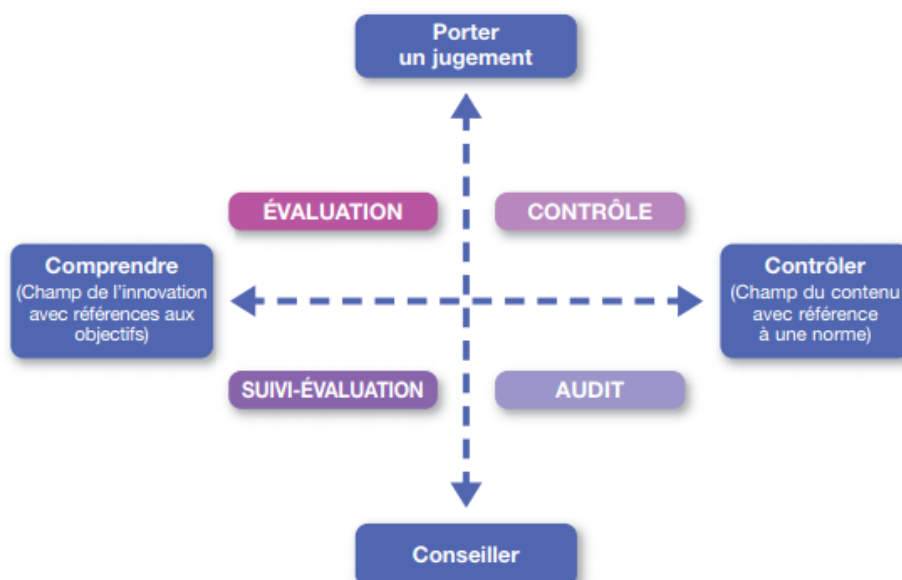 Porter
un jugement
ÉVALUATION
CONTRÔLE
Comprendre
(Champ de l'innovation
avec références aux
objectifs)
Contrôler
(Champ du contenu
avec référence
à une norme)
SUIVI-ÉVALUATION
AUDIT
Conseiller